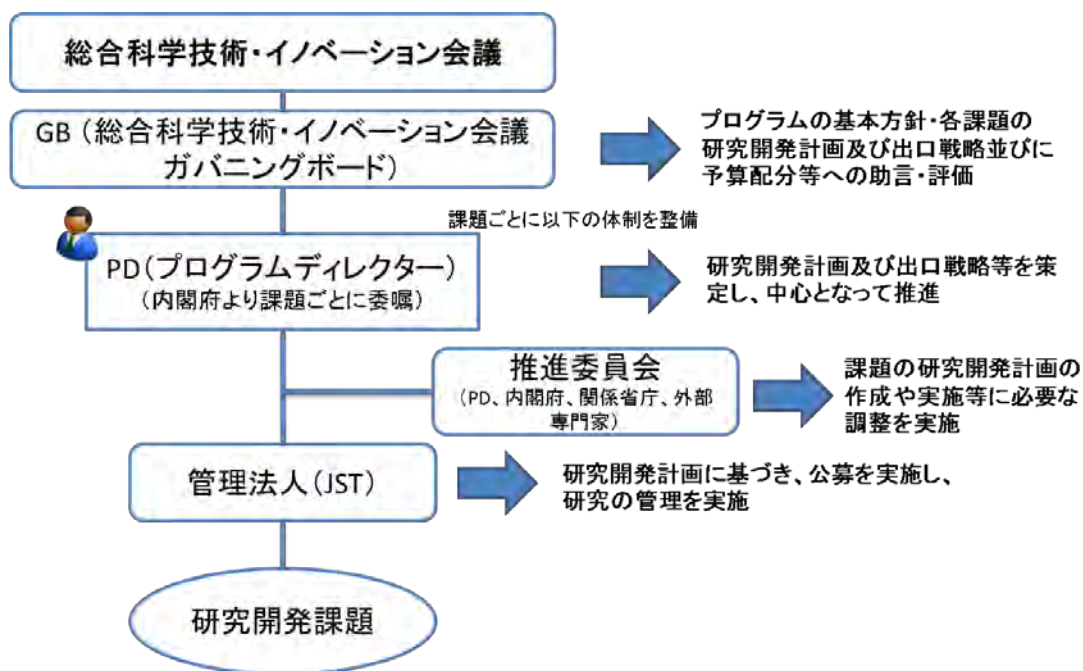 総合科学技術・イノベーション会議
GB（総合科学技術・イノベーション会議
ガバニングボード）
プログラムの基本方針・各課題の
研究開発計画及び出口戦略並びに
予算配分等への助言・評価
課題ごとに以下の体制を整備
PD（プログラムディレクター）
（内閣府より課題ごとに委嘱）
研究開発計画及び出口戦略等を策
定し、中心となって推進
推進委員会
（PD、内閣府、関係省庁、外部
専門家）
課題の研究開発計画の
作成や実施等に必要な
調整を実施
管理法人（JST）
研究開発計画に基づき、公募を実施し、
研究の管理を実施
研究開発課題